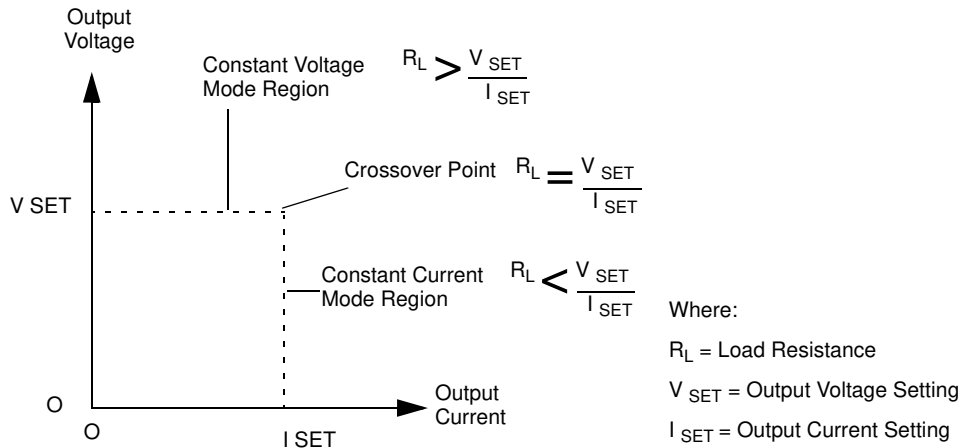 Output
Voltage
Constant Voltage
Mode Region
R_L > V SET / I SET
Crossover Point
R_L = V SET / I SET
V SET
Constant Current
Mode Region
R_L < V SET / I SET
Where:
R_L = Load Resistance
V SET = Output Voltage Setting
I SET = Output Current Setting
O
Output
Current
O
I SET